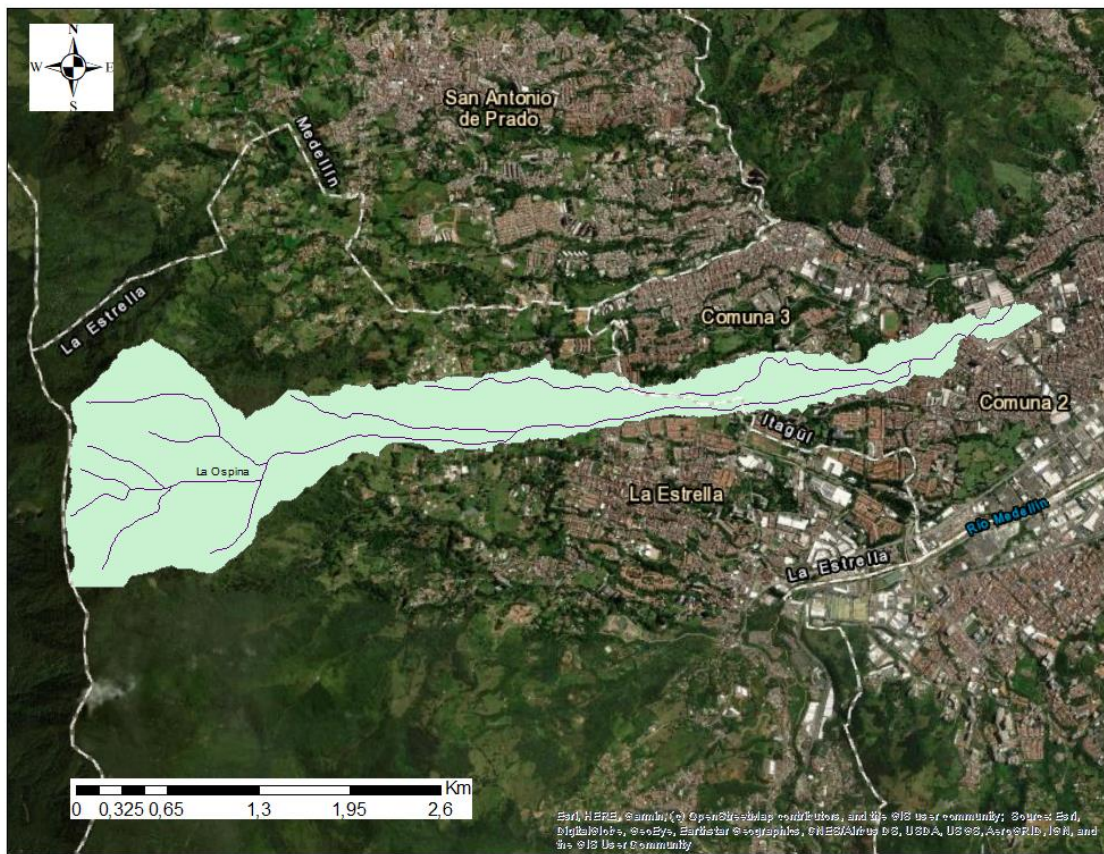 N
W E
S
San Antonio
de Prado
Medellín
La Estrella
Comuna 3
Comuna 2
La Ospina
Itagüí
La Estrella
Río Medellín
La Estrella
Km
0 0,325 0,65 1,3 1,95 2,6
Esri, HERE, Garmin, (c) OpenStreetMap contributors, and the GIS user community; Source: Esri,
DigitalGlobe, GeoEye, Earthstar Geographics, CNES/Airbus DS, USDA, USGS, AeroGRID, IGN, and
the GIS User Community